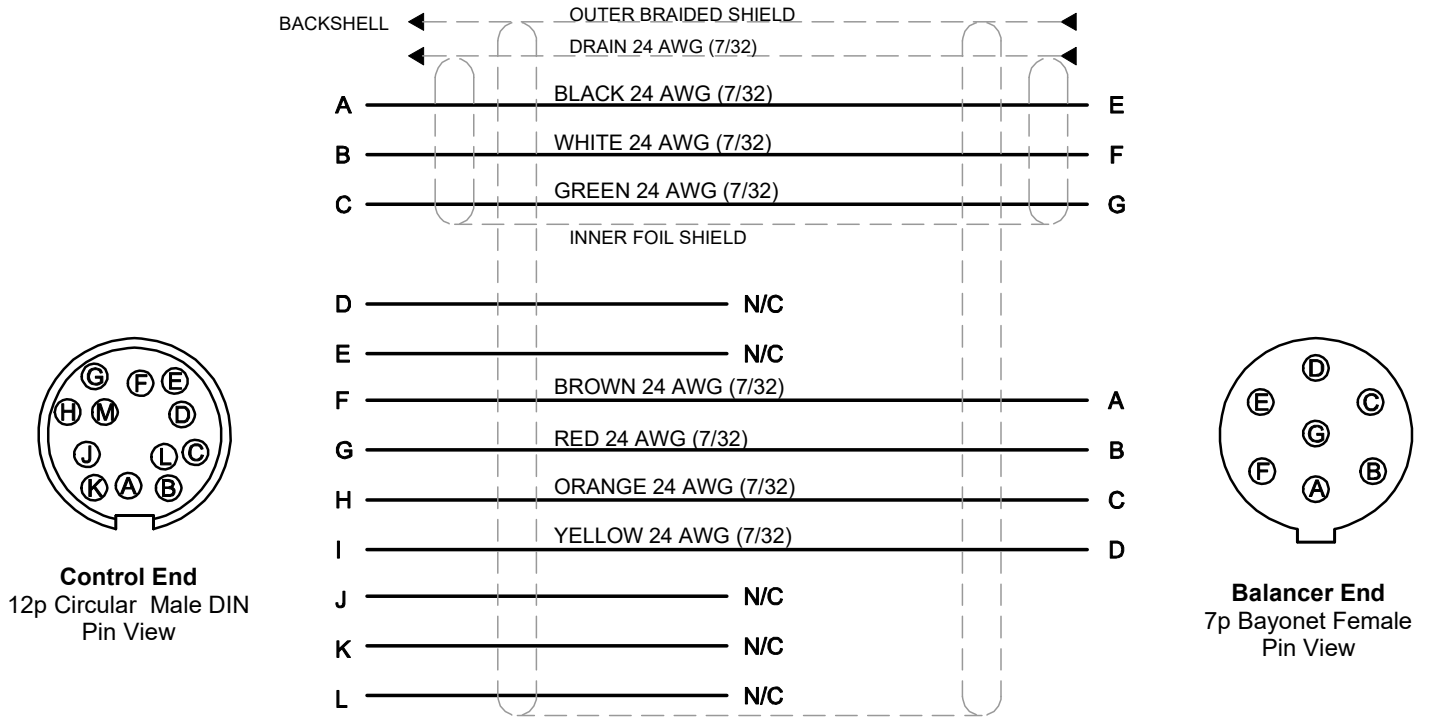 OUTER BRAIDED SHIELD
BACKSHELL
DRAIN 24 AWG (7/32)
A BLACK 24 AWG (7/32) E
B WHITE 24 AWG (7/32) F
C GREEN 24 AWG (7/32) G
INNER FOIL SHIELD
D N/C
E N/C
F BROWN 24 AWG (7/32) A
G RED 24 AWG (7/32) B
H ORANGE 24 AWG (7/32) C
I YELLOW 24 AWG (7/32) D
J N/C
K N/C
L N/C
G F E
H M D
J L C
K A B
Control End
12p Circular Male DIN
Pin View
D
E C
G
F B
A
Balancer End
7p Bayonet Female
Pin View